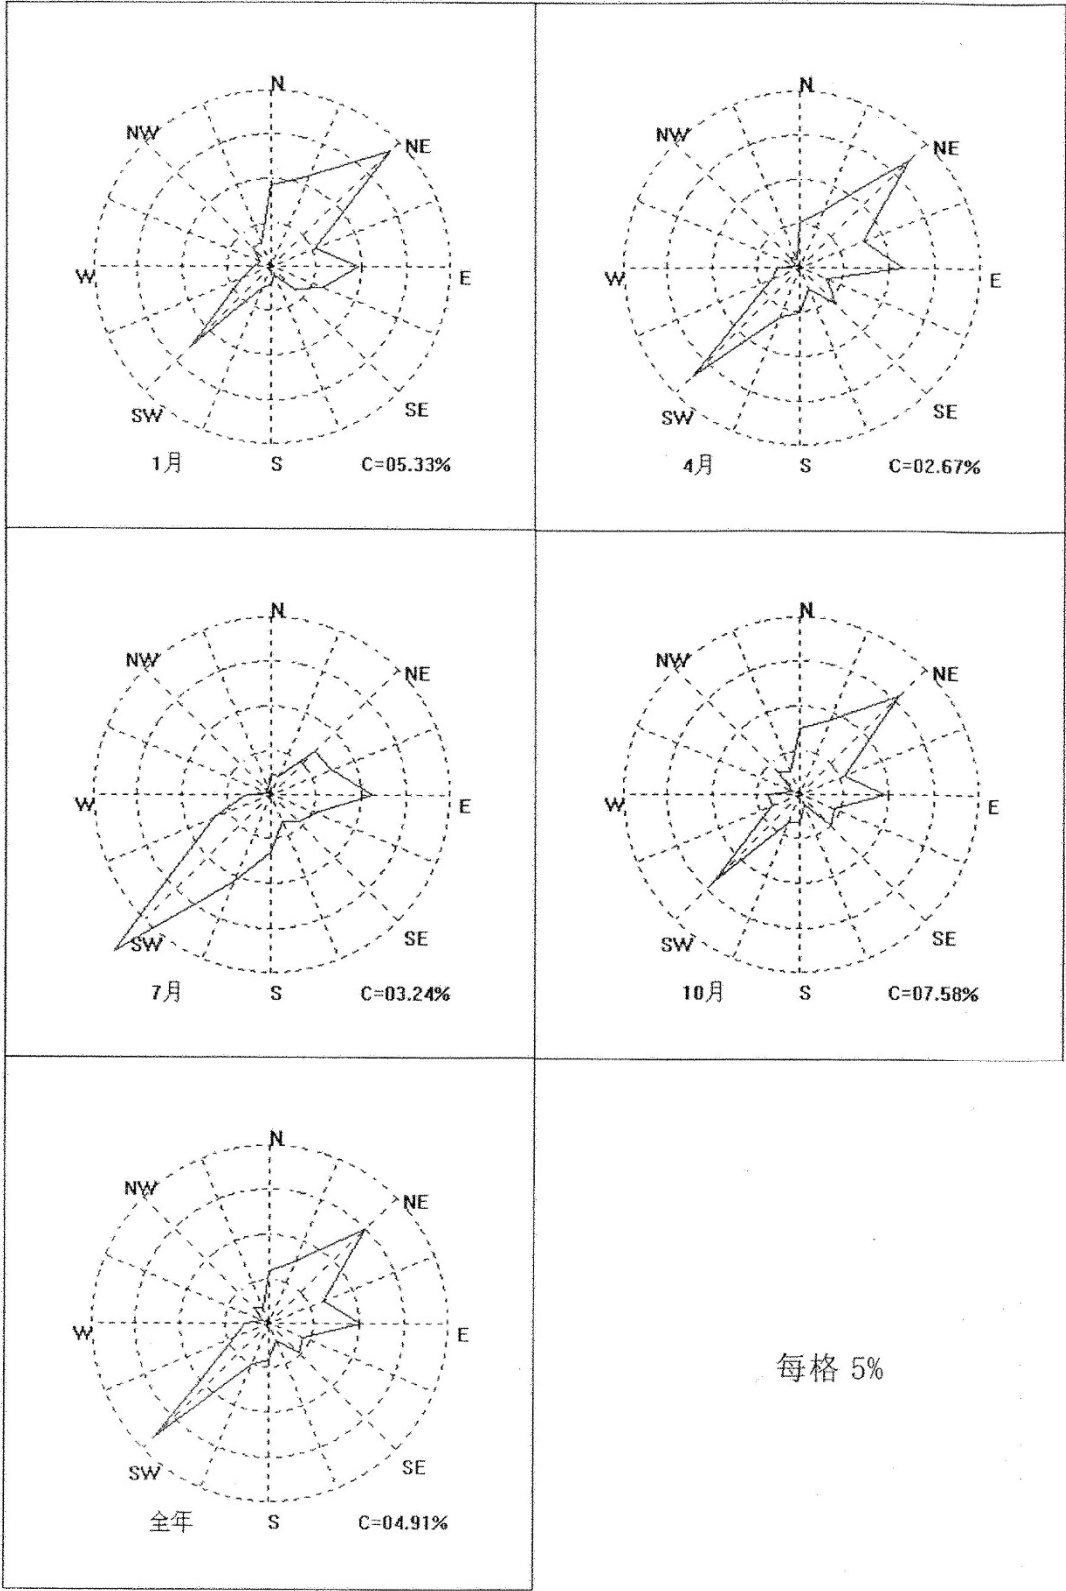 N
NW
NE
W
E
SW
SE
1月
S
C=05.33%
N
NW
NE
W
E
SW
SE
4月
S
C=02.67%
N
NW
NE
W
E
SW
SE
7月
S
C=03.24%
N
NW
NE
W
E
SW
SE
10月
S
C=07.58%
N
NW
NE
W
E
SW
SE
全年
S
C=04.91%
每格 5%